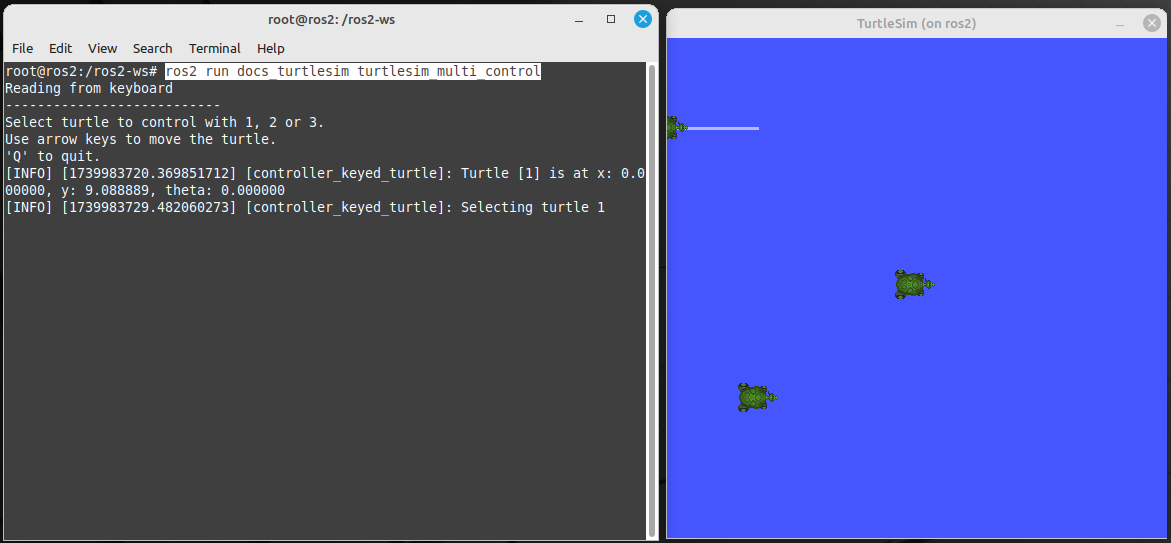 root@ros2: /ros2-ws
File Edit View Search Terminal Help
root@ros2:/ros2-ws# ros2 run docs_turtlesim turtlesim_multi_control
Reading from keyboard
---------------------------
Select turtle to control with 1, 2 or 3.
Use arrow keys to move the turtle.
'Q' to quit.
[INFO] [1739983720.369851712] [controller_keyed_turtle]: Turtle [1] is at x: 0.0
00000, y: 9.088889, theta: 0.000000
[INFO] [1739983729.482060273] [controller_keyed_turtle]: Selecting turtle 1
TurtleSim (on ros2)